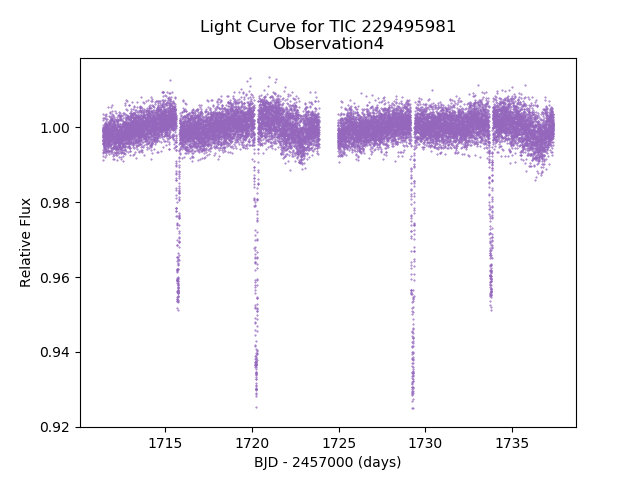 Light Curve for TIC 229495981
Observation4
1.00
0.98
0.96
0.94
0.92
Relative Flux
1715
1720
1725
1730
1735
BJD - 2457000 (days)